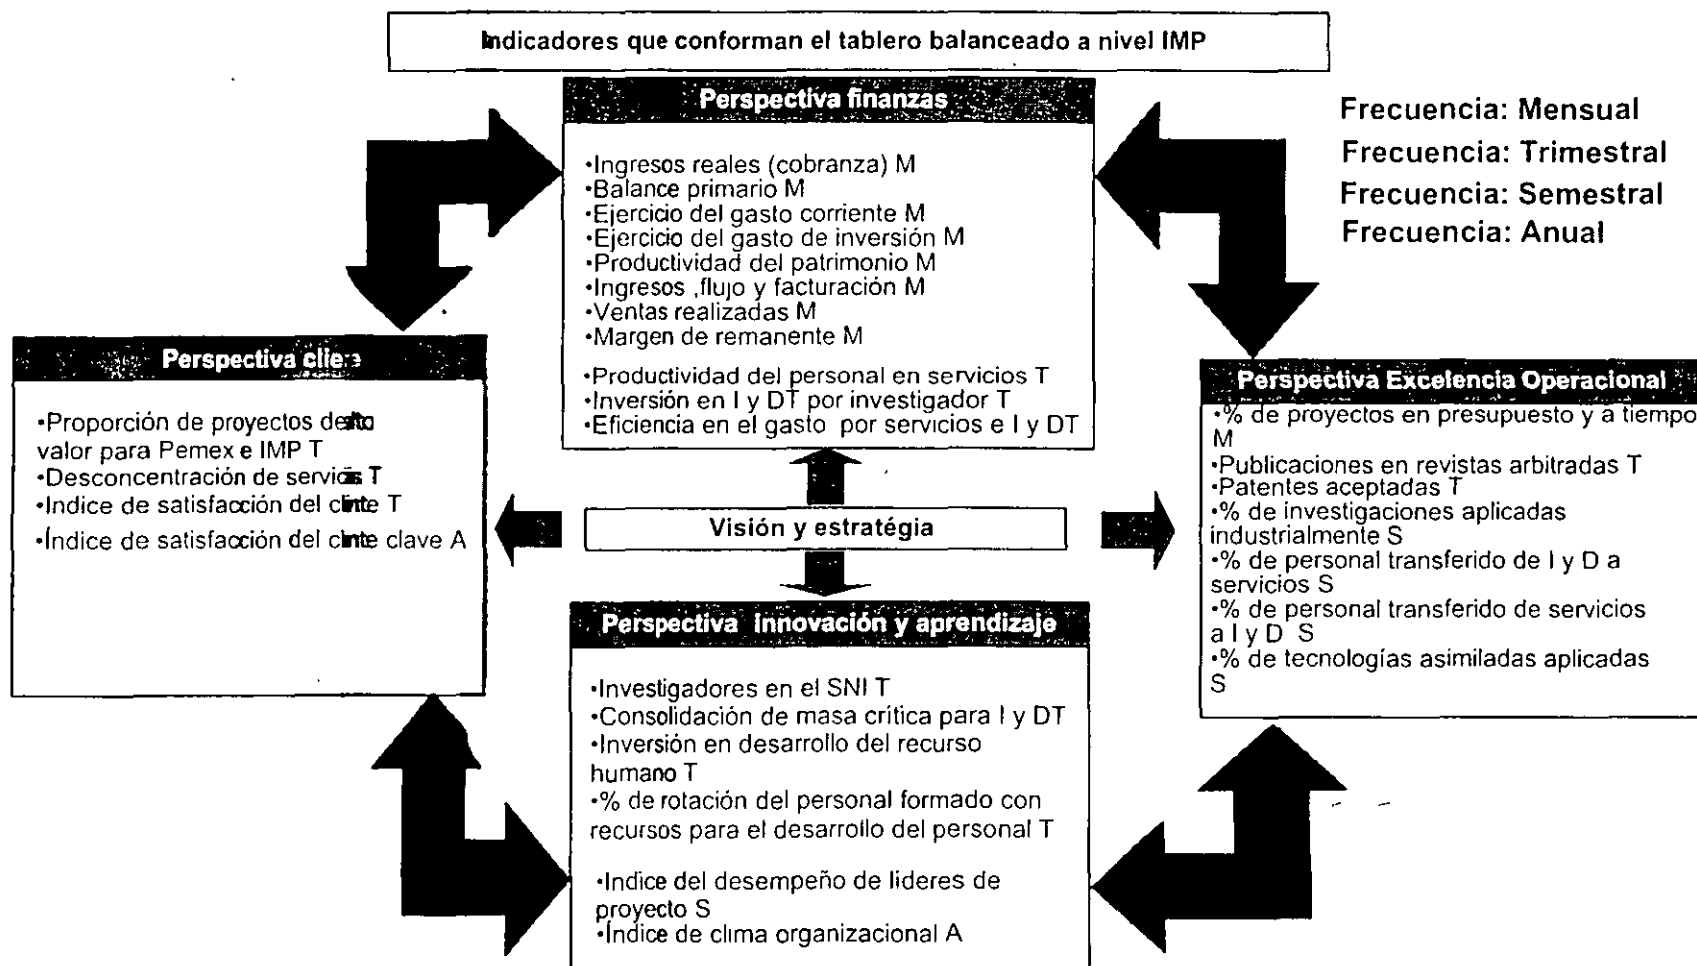 Indicadores que conforman el tablero balanceado a nivel IMP
Perspectiva finanzas
•Ingresos reales (cobranza) M
•Balance primario M
•Ejercicio del gasto corriente M
•Ejercicio del gasto de inversión M
•Productividad del patrimonio M
•Ingresos ,flujo y facturación M
•Ventas realizadas M
•Margen de remanente M
•Productividad del personal en servicios T
•Inversión en I y DT por investigador T
•Eficiencia en el gasto por servicios e I y DT
Frecuencia: Mensual
Frecuencia: Trimestral
Frecuencia: Semestral
Frecuencia: Anual
Perspectiva
•Proporción de proyectos de
valor para Pemex e IMP T
•Desconcentración de T
•Indice de satisfacción del T
•Índice de satisfacción del clave A
Visión y estratégia
Perspectiva Excelencia Operacional
•% de proyectos en presupuesto y a tiempo
M
•Publicaciones en revistas arbitradas T
•Patentes aceptadas T
•% de investigaciones aplicadas
industrialmente S
•% de personal transferido de I y D a
servicios S
•% de personal transferido de servicios
a I y D S
•% de tecnologías asimiladas aplicadas
S
Perspectiva innovación y aprendizaje
•Investigadores en el SNI T
•Consolidación de masa crítica para I y DT
•Inversión en desarrollo del recurso
humano T
•% de rotación del personal formado con
recursos para el desarrollo del personal T
•Indice del desempeño de lideres de
proyecto S
•Índice de clima organizacional A